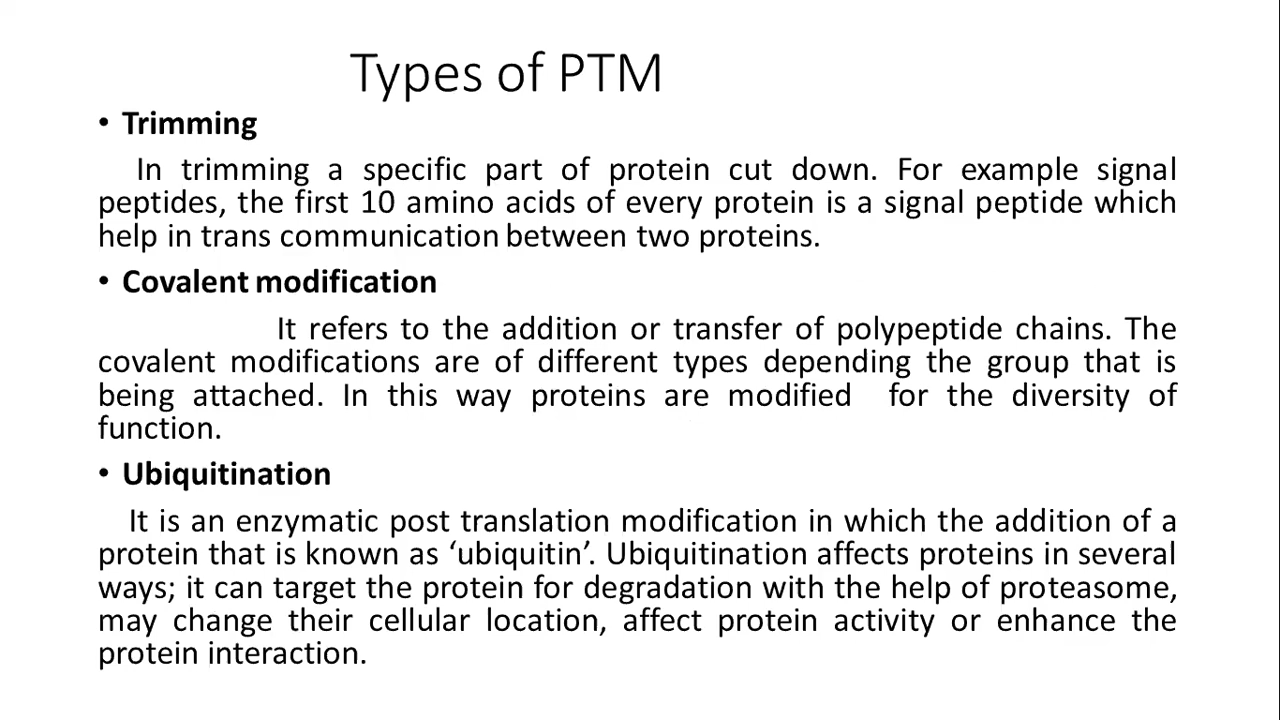 Types of PTM
• Trimming
In trimming a specific part of protein cut down. For example signal
peptides, the first 10 amino acids of every protein is a signal peptide which
help in trans communication between two proteins.
• Covalent modification
It refers to the addition or transfer of polypeptide chains. The
covalent modifications are of different types depending the group that is
being attached. In this way proteins are modified for the diversity of
function.
• Ubiquitination
It is an enzymatic post translation modification in which the addition of a
protein that is known as ‘ubiquitin’. Ubiquitination affects proteins in several
ways; it can target the protein for degradation with the help of proteasome,
may change their cellular location, affect protein activity or enhance the
protein interaction.